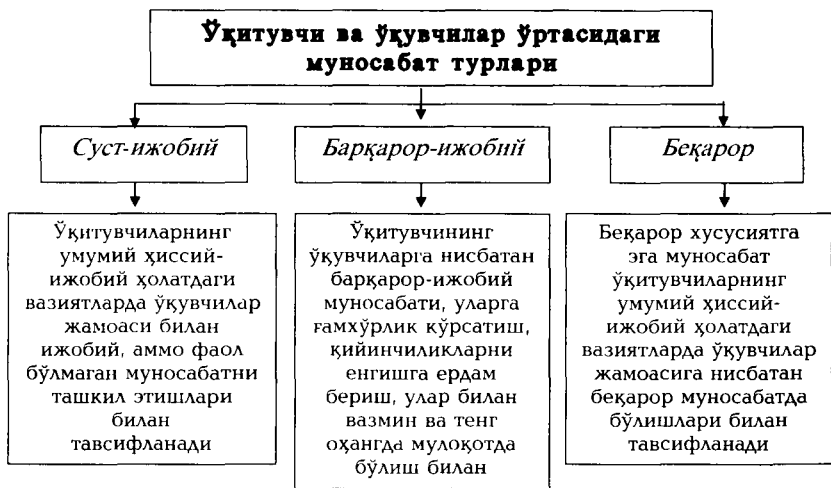 Ўқитувчи ва ўқувчилар ўртасидаги
муносабат турлари
Суст-ижобий
Барқарор-ижобий
Беқарор
Ўқитувчиларнинг
умумий ҳиссий-
ижобий ҳолатдаги
вазиятларда ўқувчилар
жамоаси билан
ижобий, аммо фаол
бўлмаган муносабатни
ташкил этишлари
билан
тавсифланади
Ўқитувчининг
ўқувчиларга нисбатан
барқарор-ижобий
муносабати, уларга
ғамхўрлик кўрсатиш,
қийинчиликларни
енгишга ердам
бериш, улар билан
вазмин ва тенг
оҳангда мулоқотда
бўлиш билан
Беқарор хусусиятга
эга муносабат
ўқитувчиларнинг
умумий ҳиссий-
ижобий ҳолатдаги
вазиятларда ўқувчилар
жамоасига нисбатан
беқарор муносабатда
бўлишлари билан
тавсифланади